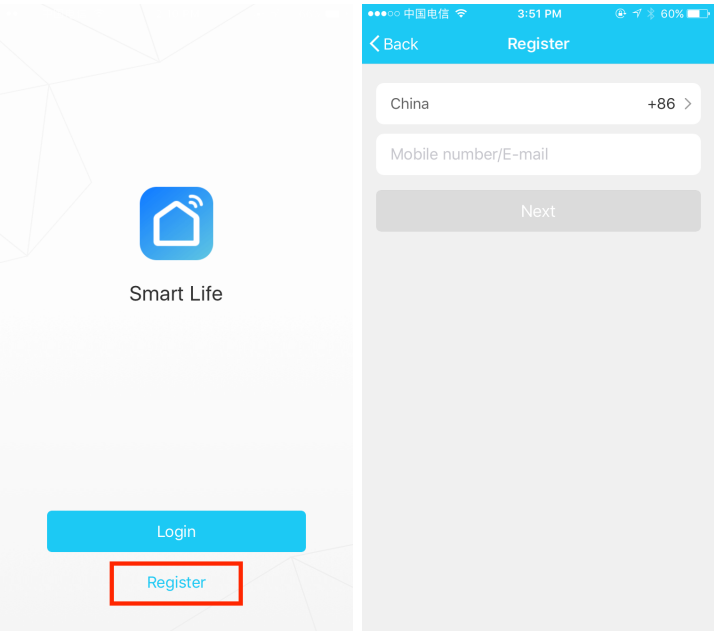 Smart Life
Login
Register
中国电信 3:51 PM 60%
Back Register
China +86
Mobile number/E-mail
Next